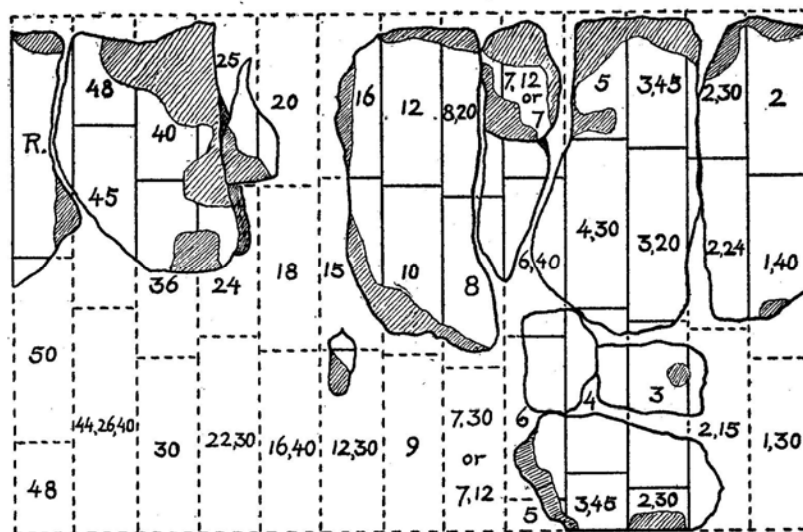 R. 48 40 25 20 16 12 8,20 7,12 or 7 5 3,45 2,30 2
45 36 24 18 15 10 8 6,40 4,30 3,20 2,24 1,40
50 44,26,40 30 22,30 16,40 12,30 9 7,30 or 7,12 6 4 3 2,15 1,30
48 5 3,45 2,30